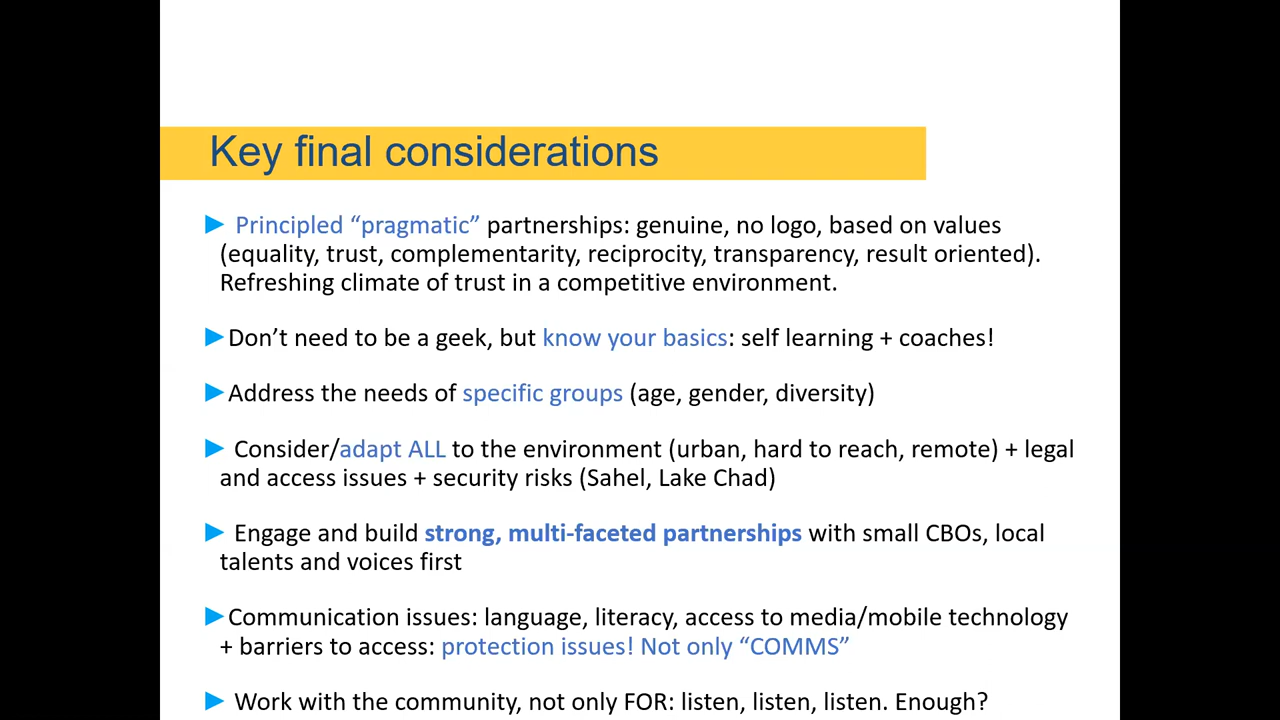 Key final considerations
► Principled “pragmatic” partnerships: genuine, no logo, based on values
(equality, trust, complementarity, reciprocity, transparency, result oriented).
Refreshing climate of trust in a competitive environment.
►Don’t need to be a geek, but know your basics: self learning + coaches!
►Address the needs of specific groups (age, gender, diversity)
► Consider/adapt ALL to the environment (urban, hard to reach, remote) + legal
and access issues + security risks (Sahel, Lake Chad)
► Engage and build strong, multi-faceted partnerships with small CBOs, local
talents and voices first
►Communication issues: language, literacy, access to media/mobile technology
+ barriers to access: protection issues! Not only “COMMS”
► Work with the community, not only FOR: listen, listen, listen. Enough?